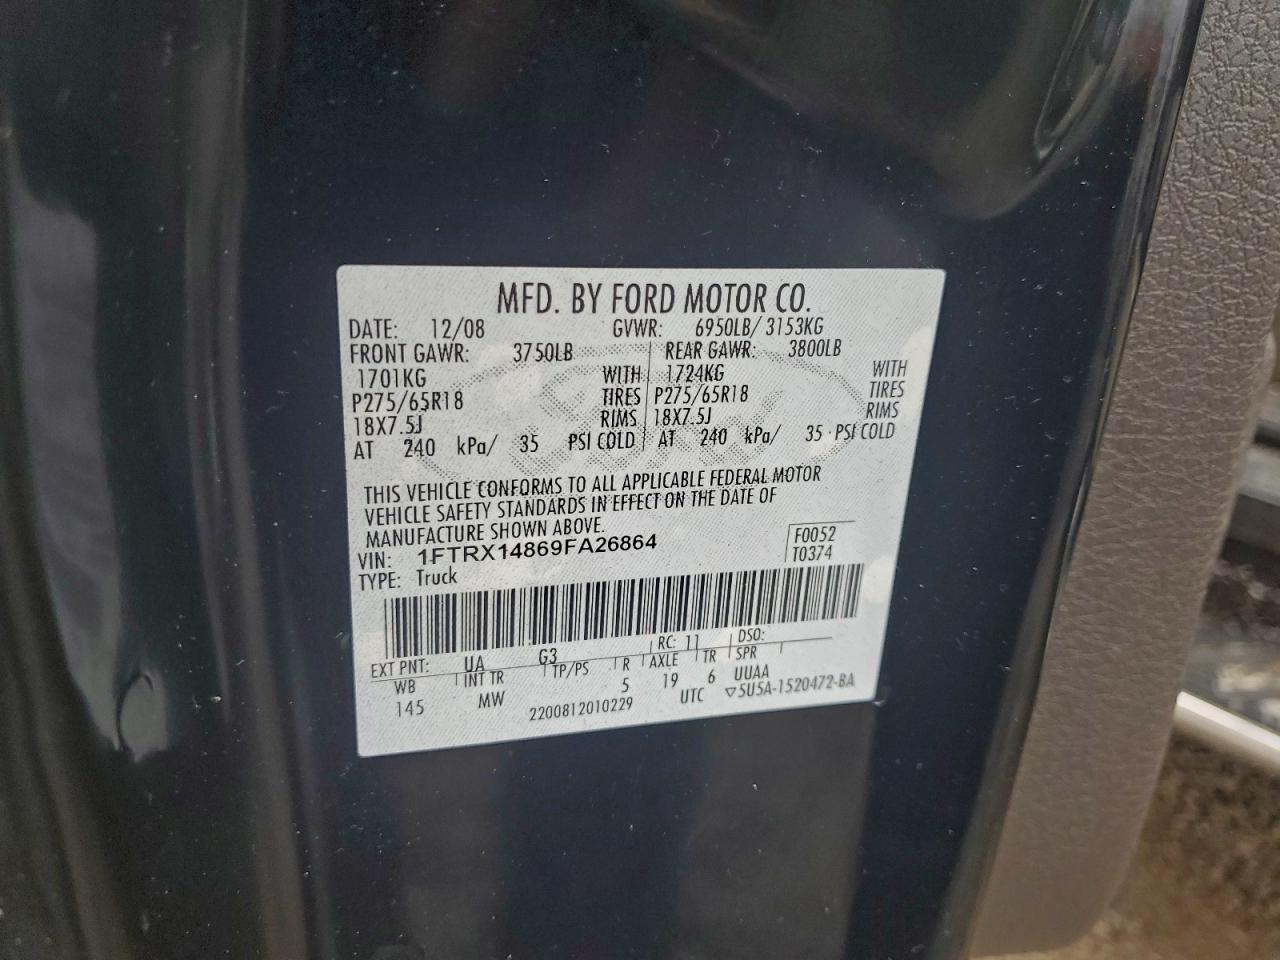 MFD. BY FORD MOTOR CO.
DATE: 12/08 GVWR: 6950LB/ 3153KG
FRONT GAWR: 3750LB REAR GAWR: 3800LB
1701KG WITH 1724KG WITH
P275/65R18 TIRES P275/65R18 TIRES
18X7.5J RIMS 18X7.5J RIMS
AT 240 kPa/ 35 PSI COLD AT 240 kPa/ 35 PSI COLD
THIS VEHICLE CONFORMS TO ALL APPLICABLE FEDERAL MOTOR
VEHICLE SAFETY STANDARDS IN EFFECT ON THE DATE OF
MANUFACTURE SHOWN ABOVE.
VIN: 1FTRX14869FA26864 F0052
TYPE: Truck T0374
EXT PNT: UA G3 RC: 11 DSO:
WB INT TR TP/PS R AXLE TR SPR
145 MW 5 19 6 UUAA
2200812010229 UTC ▽5U5A-1520472-BA